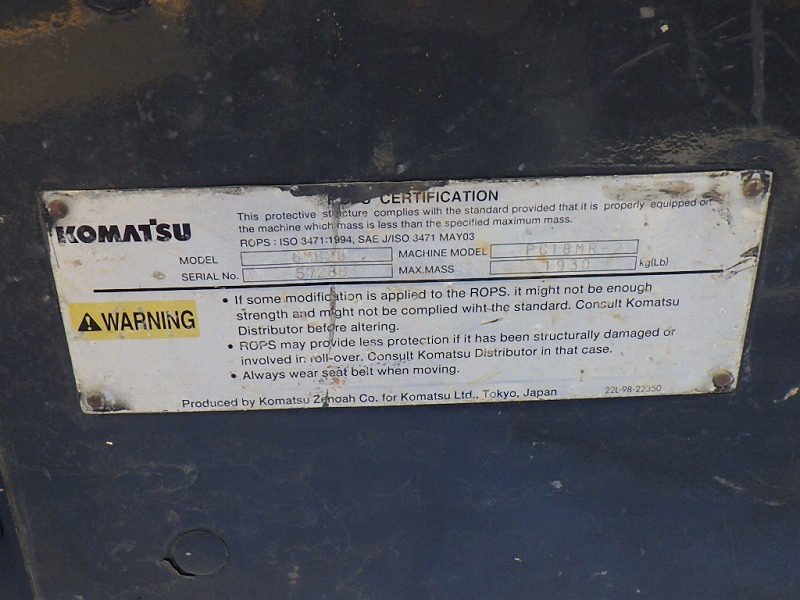 CERTIFICATION
KOMATSU
This protective structure complies with the standard provided that it is properly equipped on
the machine which mass is less than the specified maximum mass.
ROPS : ISO 3471:1994, SAE J/ISO 3471 MAY03
MODEL MACHINE MODEL PC18MR-2
SERIAL No. 5728B MAX.MASS 1930 kg(Lb)
WARNING
• If some modification is applied to the ROPS. it might not be enough
strength and might not be complied wiht the standard. Consult Komatsu
Distributor before altering.
• ROPS may provide less protection if it has been structurally damaged or
involved in roll-over. Consult Komatsu Distributor in that case.
• Always wear seat belt when moving.
Produced by Komatsu Zenoah Co. for Komatsu Ltd., Tokyo, Japan
22L-98-22350